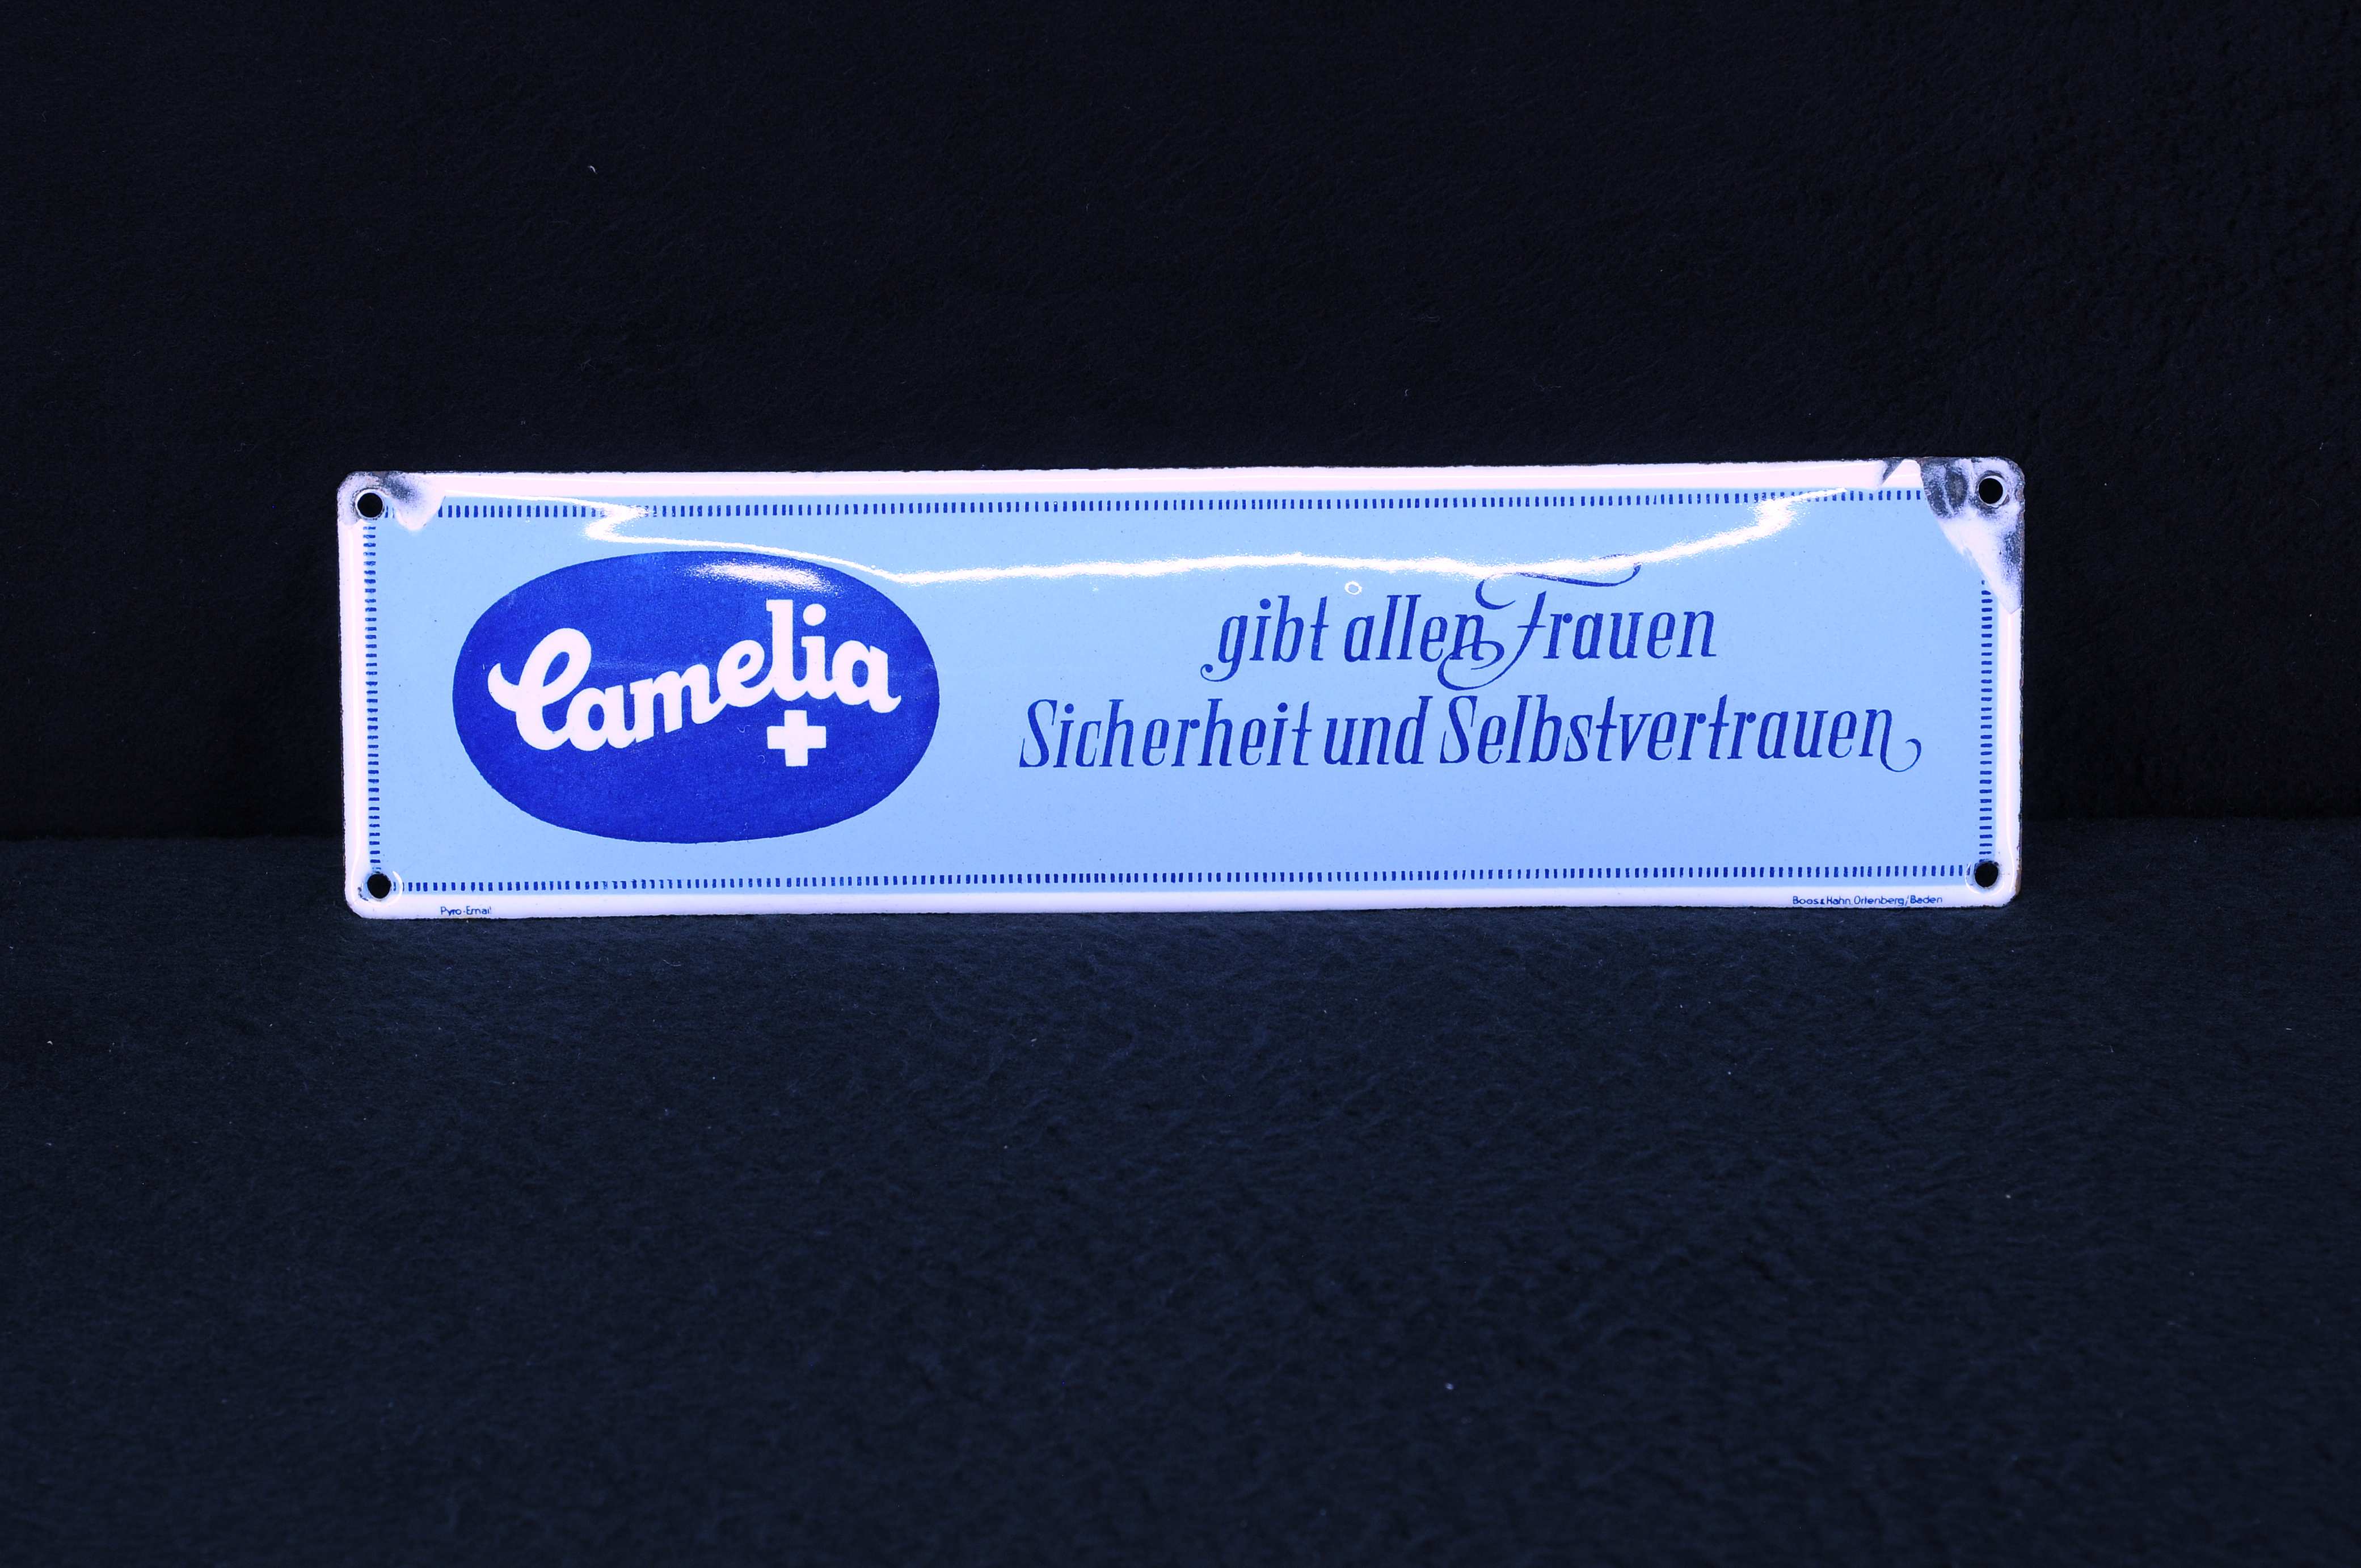 Camelia
gibt allen Frauen
Sicherheit und Selbstvertrauen
Pyro-Email
Boos & Hahn, Ortenberg/Baden